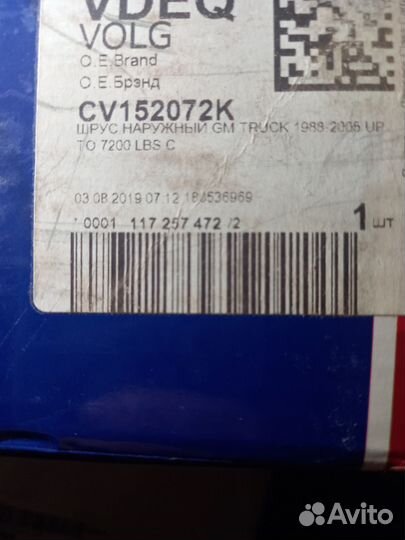 VDEQ
VOLG
O.E.Brand
О.Е.Брэнд
CV152072K
ШРУС НАРУЖНЫЙ GM TRUCK 1988-2006 UP
TO 7200 LBS C
03.08.2019 07:12
0001 117 257 472 /2
1 шт
Avito